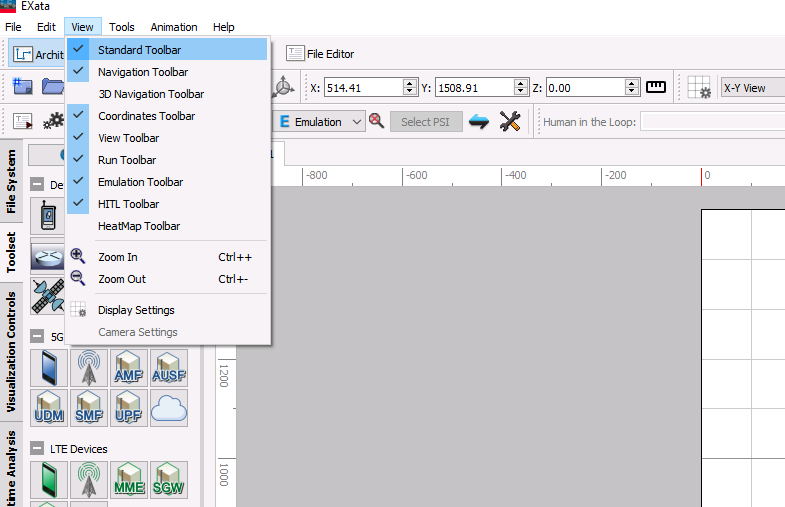 EXata
File Edit View Tools Animation Help
Archit
File Editor
Standard Toolbar
Navigation Toolbar
3D Navigation Toolbar
Coordinates Toolbar
View Toolbar
Run Toolbar
Emulation Toolbar
HITL Toolbar
HeatMap Toolbar
Zoom In Ctrl++
Zoom Out Ctrl+-
Display Settings
Camera Settings
X: 514.41 Y: 1508.91 Z: 0.00 X-Y View
E Emulation Select PSI Human in the Loop:
File System
Toolset
Visualization Controls
time Analysis
De
1
-800 -600 -400 -200 0
1200
1000
5G
AMF AUSF
UDM SMF UPF
LTE Devices
MME SGW